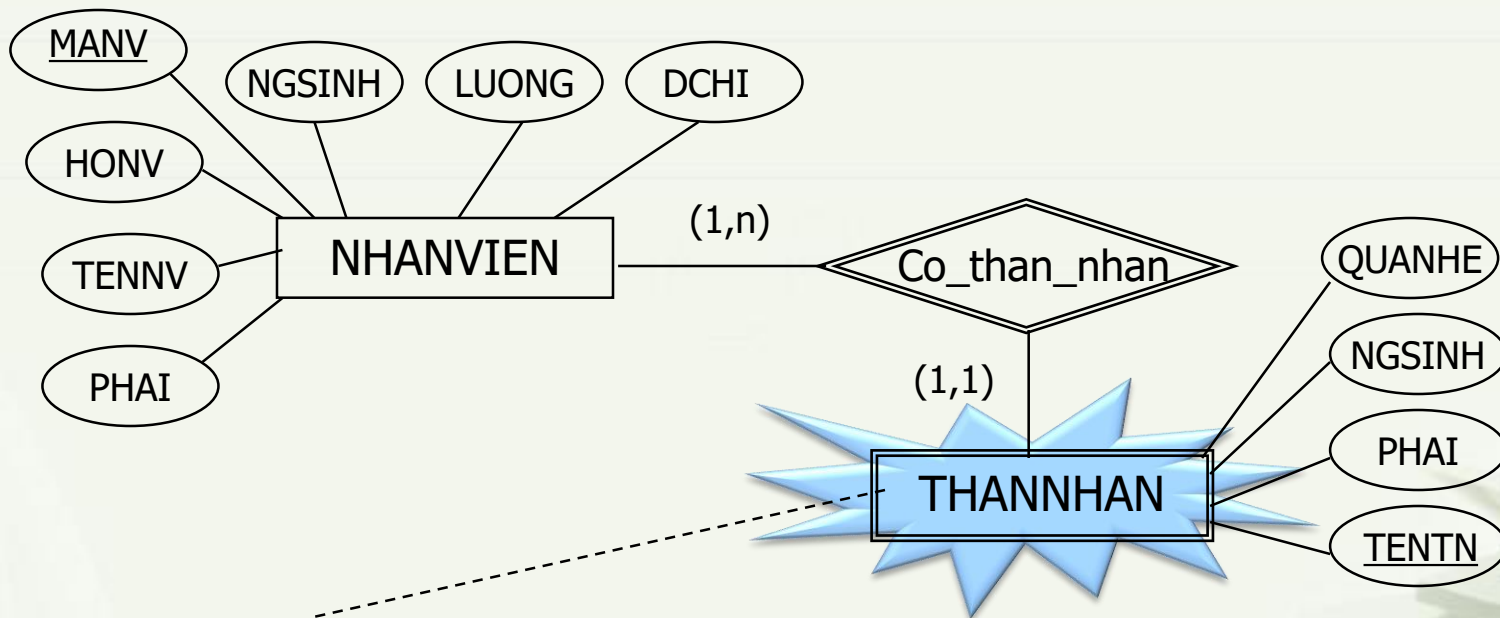 MANV
NGSINH
LUONG
DCHI
HONV
TENNV
PHAI
NHANVIEN
(1,n)
Co_than_nhan
(1,1)
THANNHAN
QUANHE
NGSINH
PHAI
TENTN